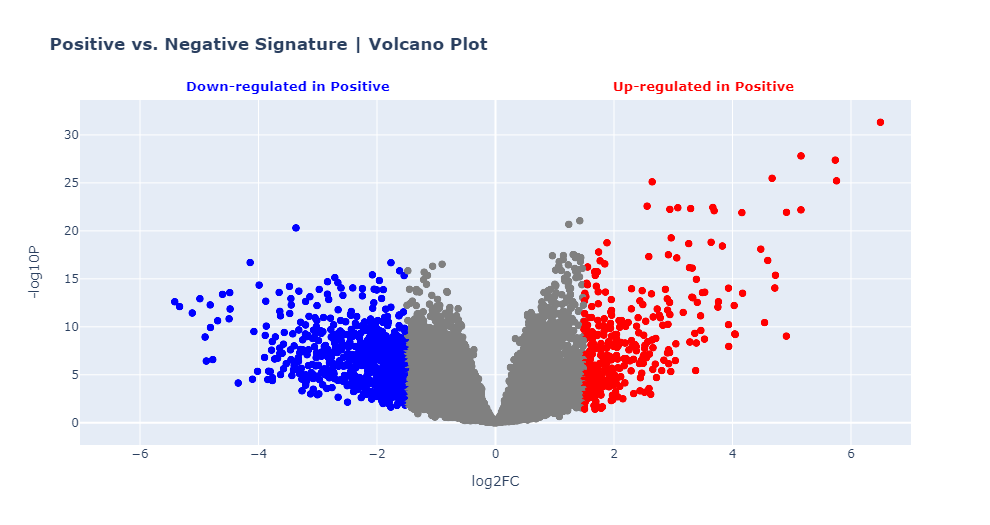 Positive vs. Negative Signature | Volcano Plot
Down-regulated in Positive
Up-regulated in Positive
30
25
20
15
10
5
0
−6
−4
−2
0
2
4
6
-log10P
log2FC